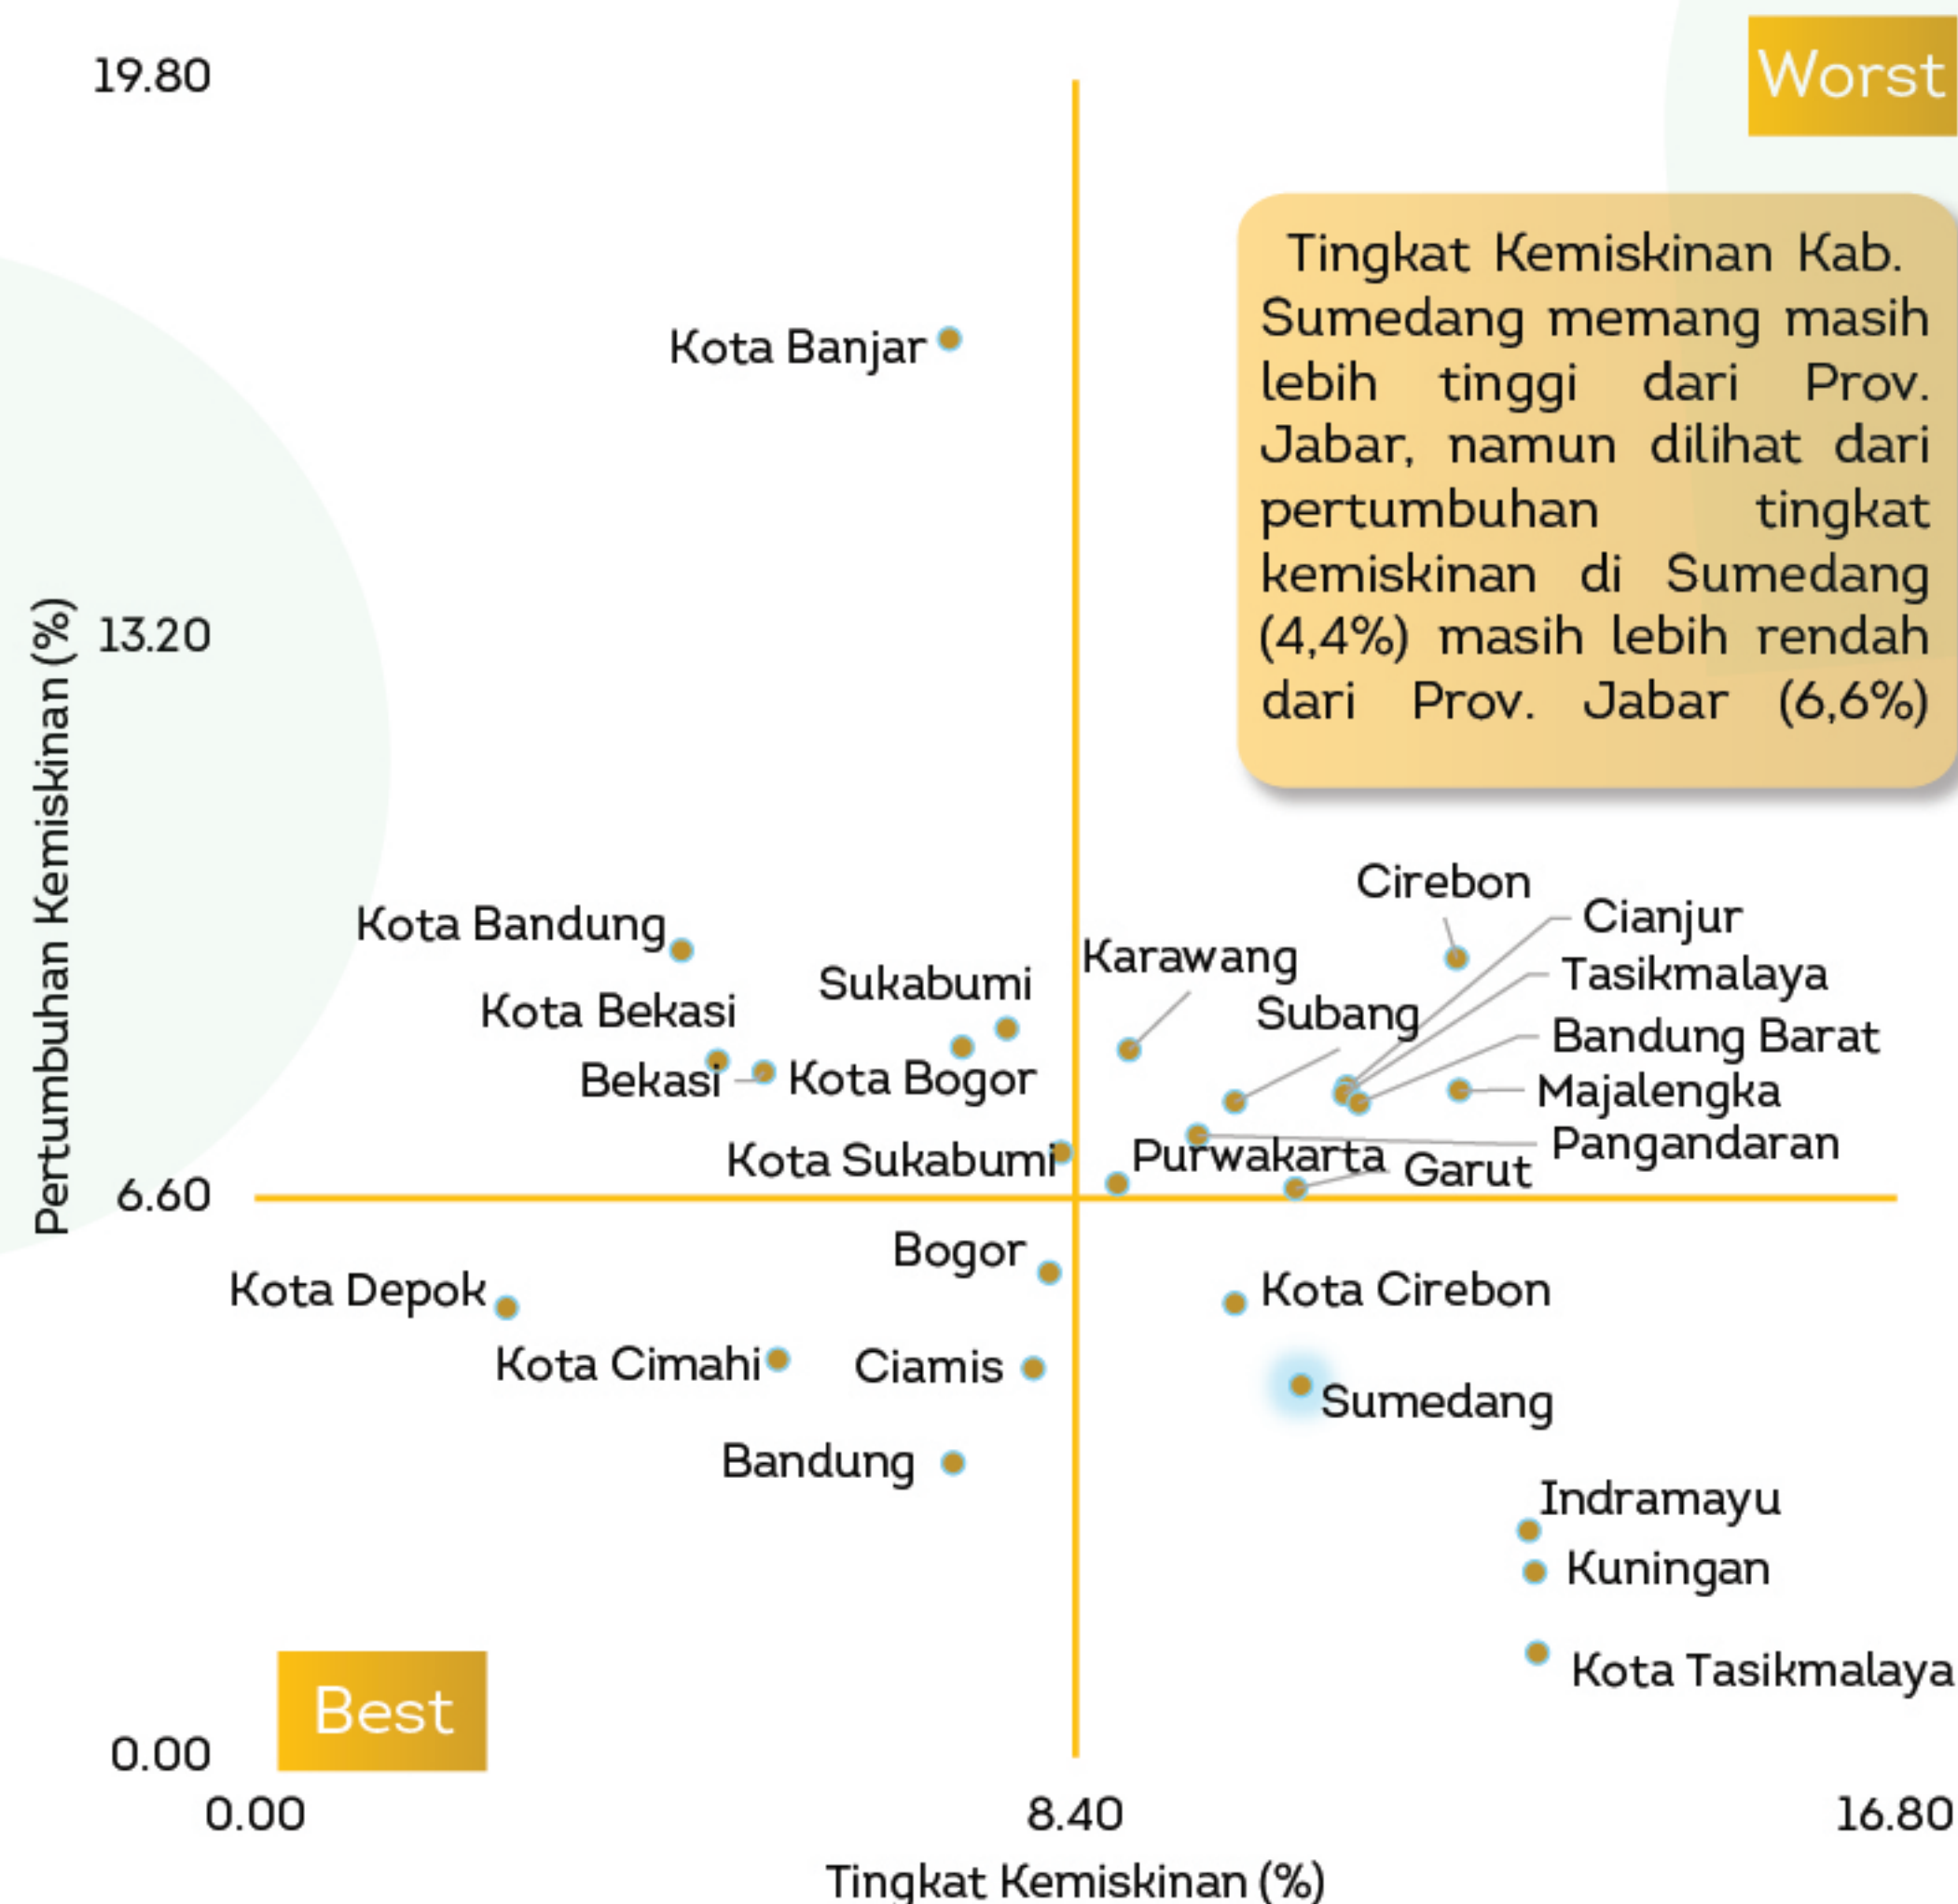 19.80
Worst
Tingkat Kemiskinan Kab.
Sumedang memang masih
lebih tinggi dari Prov.
Jabar, namun dilihat dari
pertumbuhan tingkat
kemiskinan di Sumedang
(4,4%) masih lebih rendah
dari Prov. Jabar (6,6%)
Kota Banjar
Pertumbuhan Kemiskinan (%)
13.20
Cirebon
Kota Bandung
Cianjur
Karawang
Tasikmalaya
Sukabumi
Kota Bekasi
Subang
Bandung Barat
Bekasi
Kota Bogor
Majalengka
Pangandaran
Kota Sukabumi
Purwakarta
Garut
6.60
Bogor
Kota Depok
Kota Cirebon
Kota Cimahi
Ciamis
Sumedang
Bandung
Indramayu
Kuningan
Kota Tasikmalaya
Best
0.00
0.00
8.40
16.80
Tingkat Kemiskinan (%)